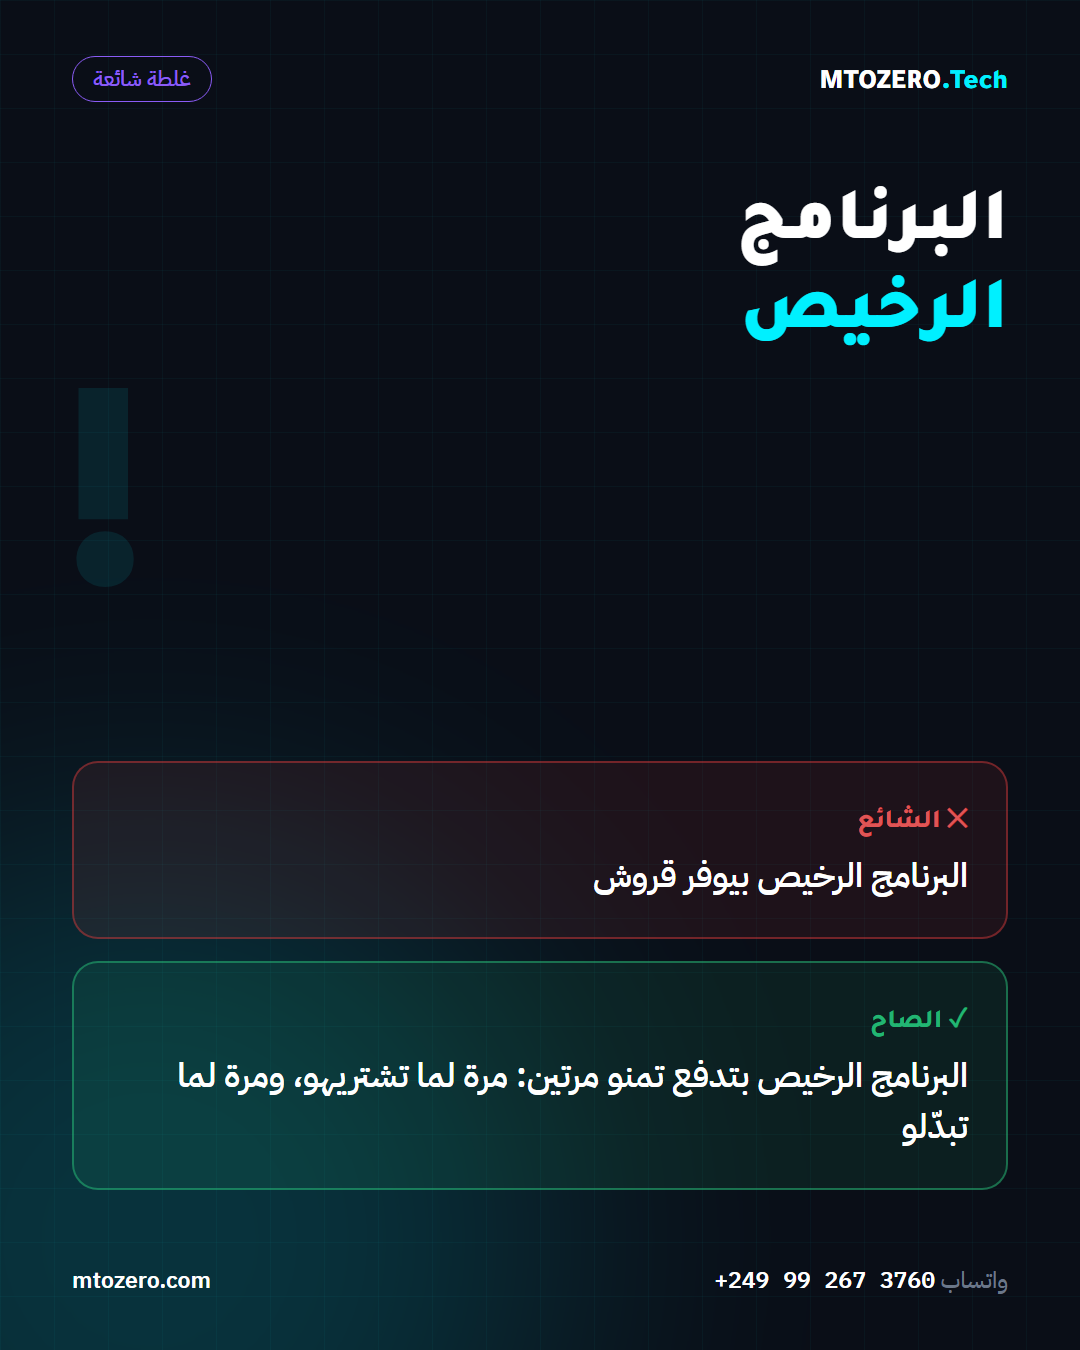 MTOZERO.Tech
غلطة شائعة
البرنامج
الرخيص
!
✕ الشائع
البرنامج الرخيص بيوفر قروش
✓ الصاح
البرنامج الرخيص بتدفع تمنو مرتين: مرة لما تشتريهو، ومرة لما
تبدّلو
واتساب +249 99 267 3760
mtozero.com